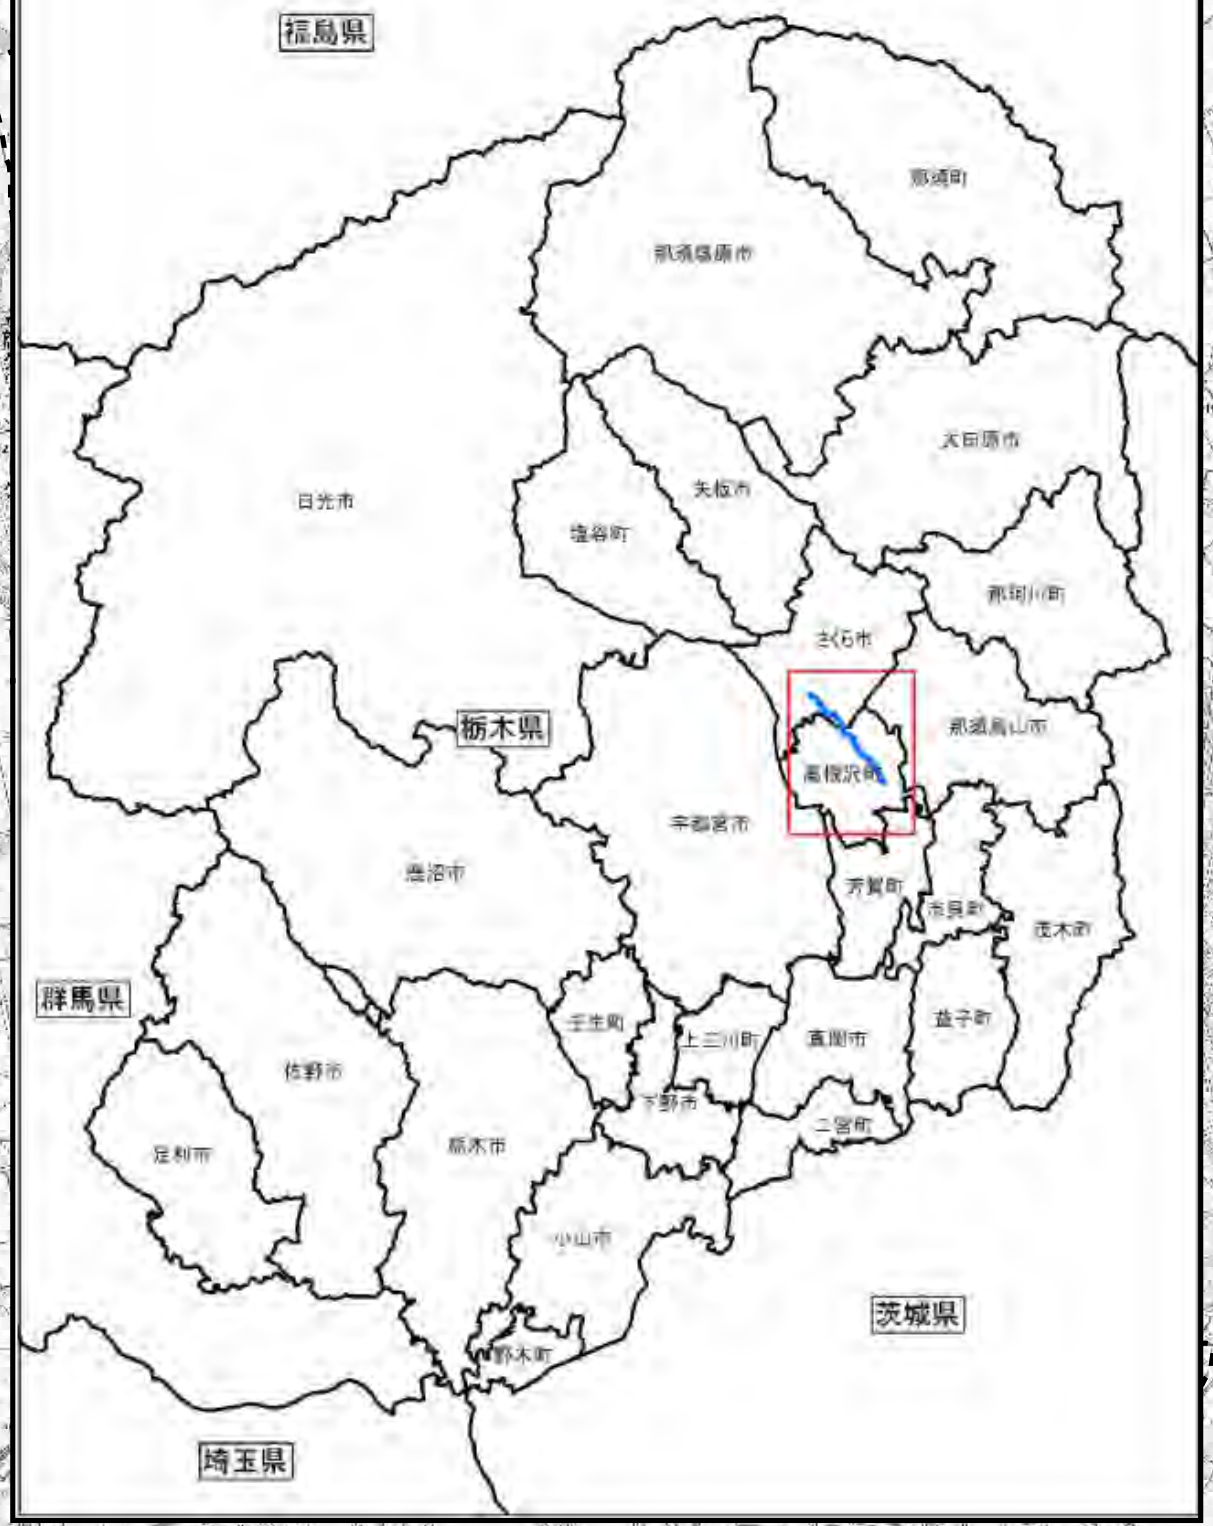 福島県
那須町
那須塩原市
大田原市
矢板市
日光市
塩谷町
那珂川町
さくら市
栃木県
那須烏山市
高根沢町
宇都宮市
鹿沼市
芳賀町
市貝町
茂木町
群馬県
壬生町
益子町
上三川町
真岡市
佐野市
下野市
二宮町
栃木市
足利市
小山市
茨城県
野木町
埼玉県